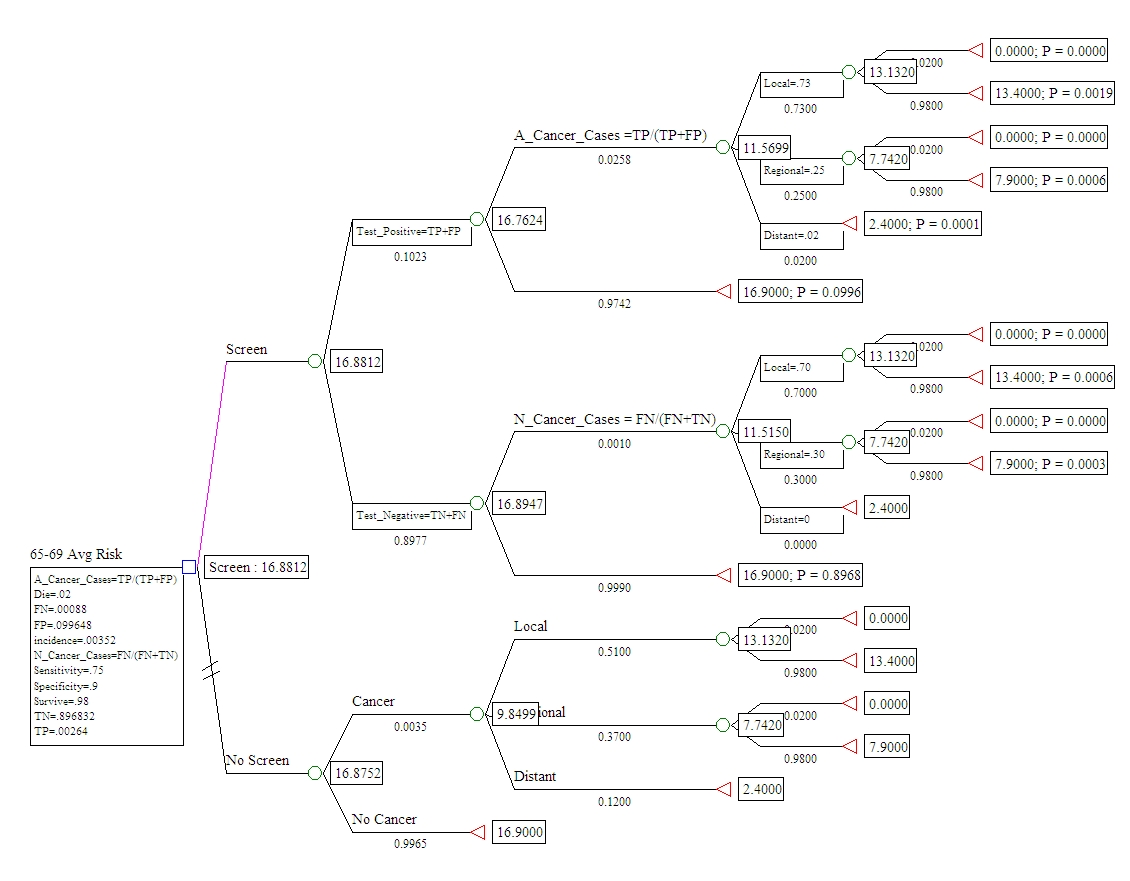 0.0000; P = 0.0000
.0200
13.1320
Local=.73
0.7300
13.4000; P = 0.0019
0.9800
A_Cancer_Cases =TP/(TP+FP)
0.0258
11.5699
0.0000; P = 0.0000
0.0200
7.7420
Regional=.25
0.2500
7.9000; P = 0.0006
0.9800
2.4000; P = 0.0001
Distant=.02
0.0200
16.7624
Test_Positive=TP+FP
0.1023
16.9000; P = 0.0996
0.9742
Screen
16.8812
0.0000; P = 0.0000
.0200
13.1320
Local=.70
0.7000
13.4000; P = 0.0006
0.9800
N_Cancer_Cases = FN/(FN+TN)
0.0010
11.5150
0.0000; P = 0.0000
0.0200
7.7420
Regional=.30
0.3000
7.9000; P = 0.0003
0.9800
2.4000
Distant=0
0.0000
16.8947
Test_Negative=TN+FN
0.8977
16.9000; P = 0.8968
0.9990
65-69 Avg Risk
Screen : 16.8812
A_Cancer_Cases=TP/(TP+FP)
Die=.02
FN=.00088
FP=.099648
incidence=.00352
N_Cancer_Cases=FN/(FN+TN)
Sensitivity=.75
Specificity=.9
Survive=.98
TN=.896832
TP=.00264
Local
0.5100
0.0000
.0200
13.1320
13.4000
0.9800
Cancer
0.0035
9.8499
ional
0.3700
0.0000
0.0200
7.7420
7.9000
0.9800
Distant
0.1200
2.4000
No Screen
16.8752
No Cancer
0.9965
16.9000